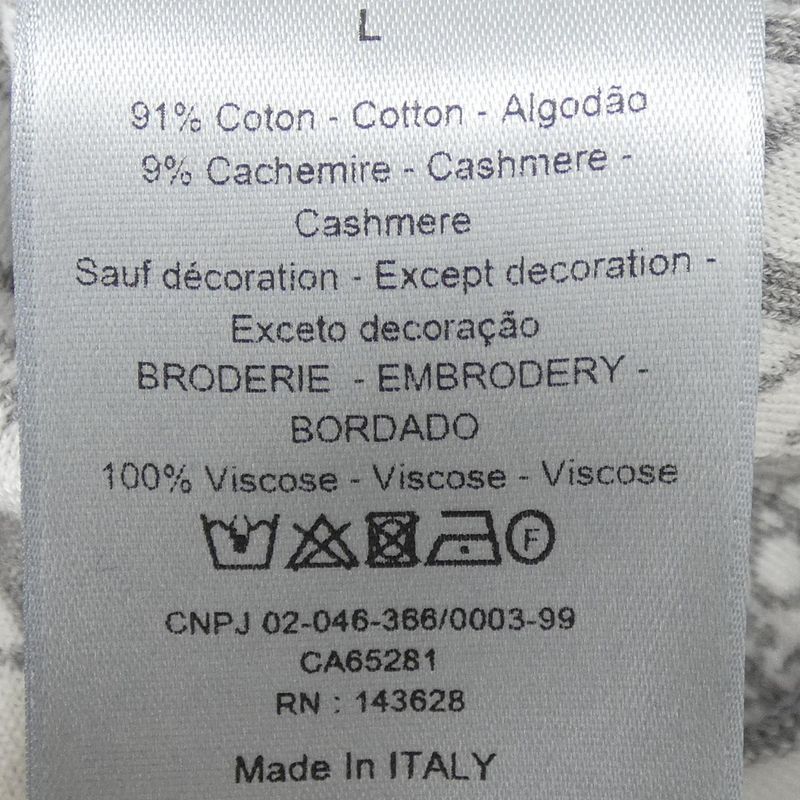 L
91% Coton - Cotton - Algodão
9% Cachemire - Cashmere -
Cashmere
Sauf décoration - Except decoration -
Exceto decoração
BRODERIE - EMBRODERY -
BORDADO
100% Viscose - Viscose - Viscose
F
CNPJ 02-046-366/0003-99
CA65281
RN : 143628
Made In ITALY